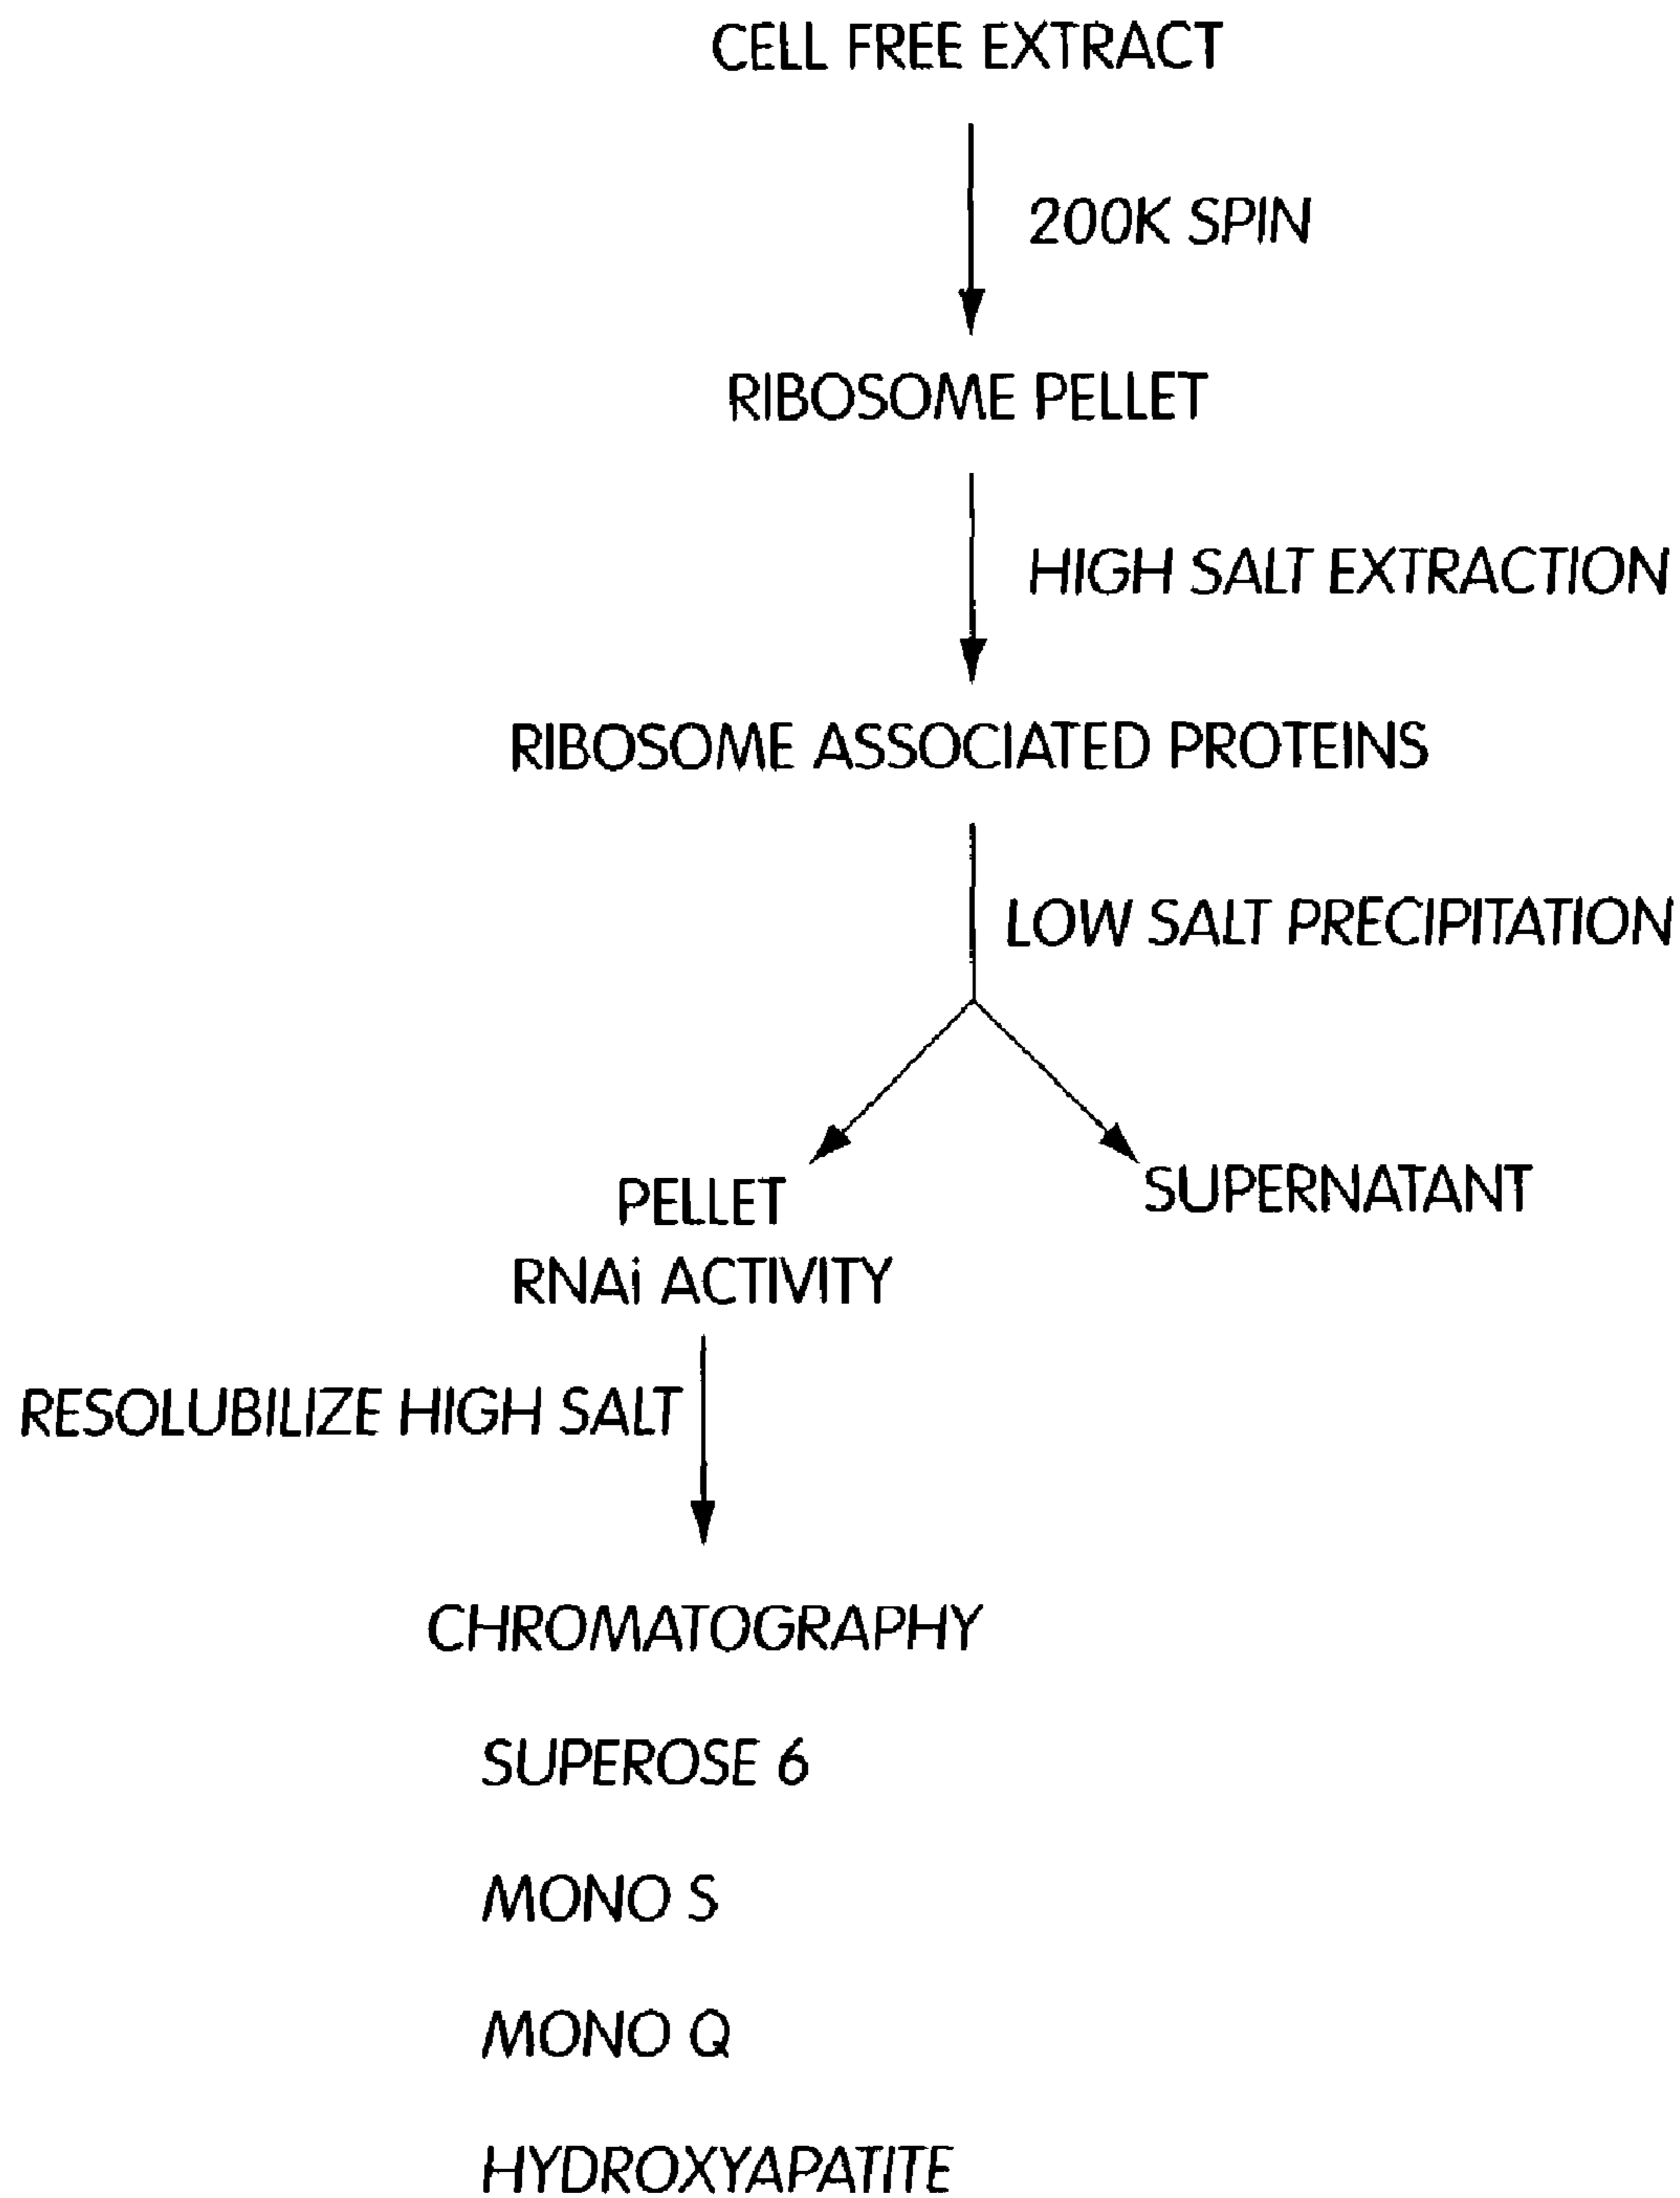 CELL FREE EXTRACT
200K SPIN
RIBOSOME PELLET
HIGH SALT EXTRACTION
RIBOSOME ASSOCIATED PROTEINS
LOW SALT PRECIPITATION
PELLET
SUPERNATANT
RNAi ACTIVITY
RESOLUBILIZE HIGH SALT
CHROMATOGRAPHY
SUPEROSE 6
MONO S
MONO Q
HYDROXYAPATITE